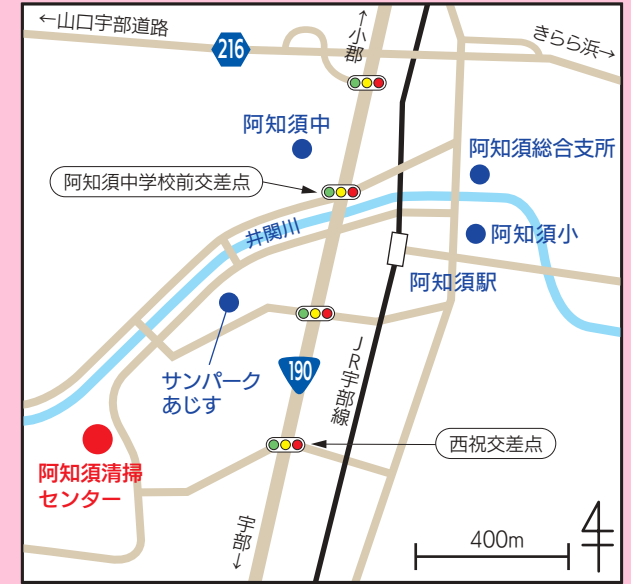 ←山口宇部道路
↑小郡
きらら浜→
216
阿知須中
阿知須総合支所
阿知須中学校前交差点
井関川
阿知須小
阿知須駅
サンパーク
あじす
190
JR宇部線
西祝交差点
阿知須清掃
センター
宇部↓
400m